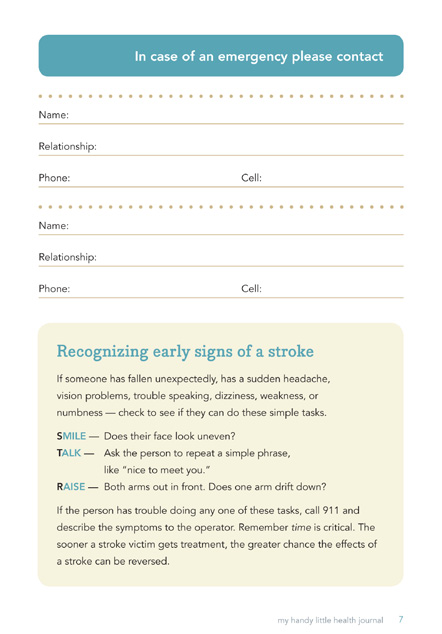 In case of an emergency please contact
Name:
Relationship:
Phone: Cell:
Name:
Relationship:
Phone: Cell:
Recognizing early signs of a stroke
If someone has fallen unexpectedly, has a sudden headache,
vision problems, trouble speaking, dizziness, weakness, or
numbness — check to see if they can do these simple tasks.
SMILE — Does their face look uneven?
TALK — Ask the person to repeat a simple phrase,
like “nice to meet you.”
RAISE — Both arms out in front. Does one arm drift down?
If the person has trouble doing any one of these tasks, call 911 and
describe the symptoms to the operator. Remember time is critical. The
sooner a stroke victim gets treatment, the greater chance the effects of
a stroke can be reversed.
my handy little health journal 7